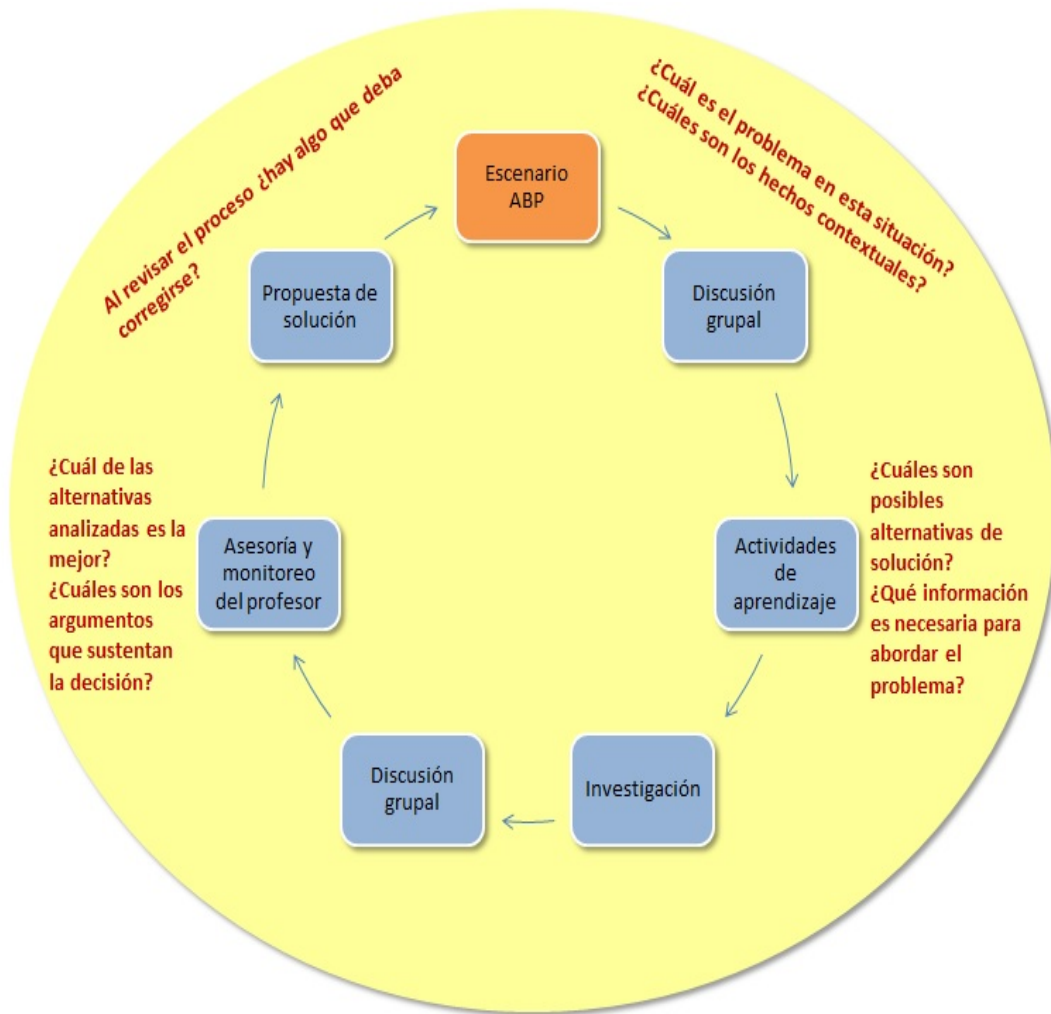 Escenario
ABP
¿Cuál es el problema en esta situación?
¿Cuáles son los hechos contextuales?
Discusión
grupal
Actividades
de
aprendizaje
¿Cuáles son
posibles
alternativas de
solución?
¿Qué información
es necesaria para
abordar el
problema?
Investigación
Discusión
grupal
Asesoría y
monitoreo
del profesor
¿Cuál de las
alternativas
analizadas es la
mejor?
¿Cuáles son los
argumentos
que sustentan
la decisión?
Propuesta de
solución
Al revisar el proceso ¿hay algo que deba
corregirse?